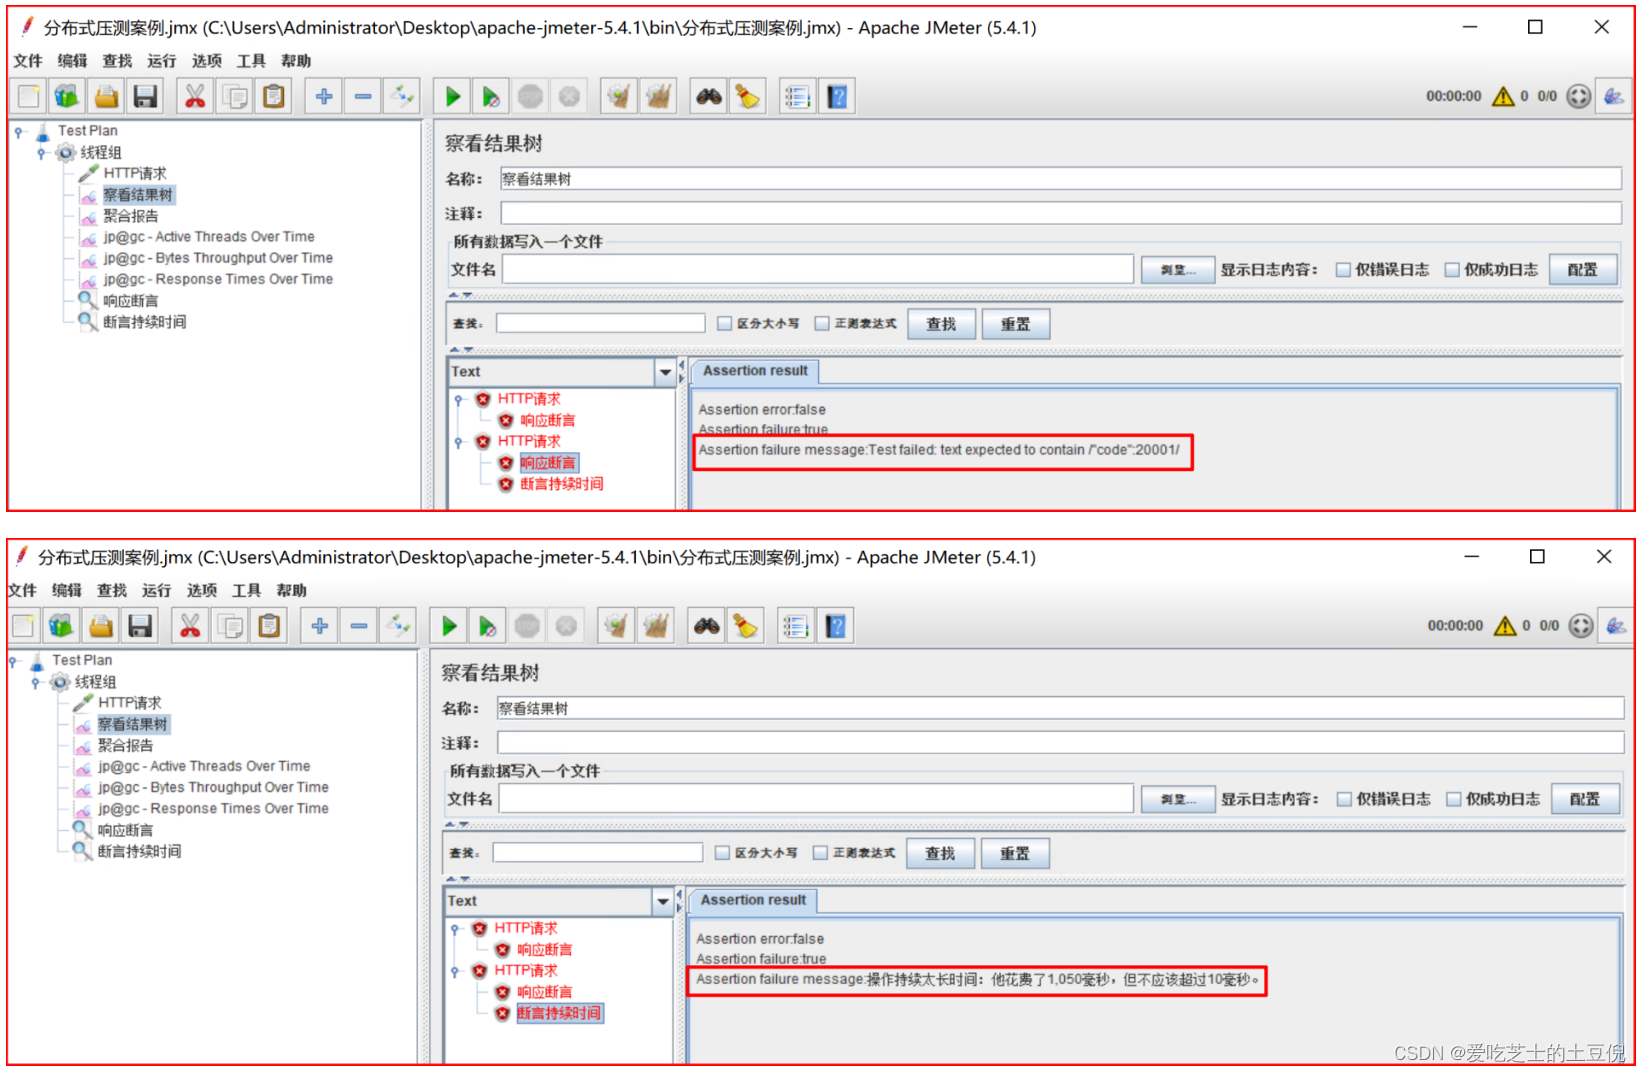 分布式压测案例.jmx (C:\Users\Administrator\Desktop\apache-jmeter-5.4.1\bin\分布式压测案例.jmx) - Apache JMeter (5.4.1)
文件 编辑 查找 运行 选项 工具 帮助
00:00:00 0 0/0
Test Plan
线程组
HTTP请求
察看结果树
聚合报告
jp@gc - Active Threads Over Time
jp@gc - Bytes Throughput Over Time
jp@gc - Response Times Over Time
响应断言
断言持续时间
察看结果树
名称： 察看结果树
注释：
所有数据写入一个文件
文件名 浏览... 显示日志内容： 仅错误日志 仅成功日志 配置
查找: 区分大小写 正则表达式 查找 重置
Text
HTTP请求
响应断言
HTTP请求
响应断言
断言持续时间
Assertion result
Assertion error:false
Assertion failure:true
Assertion failure message:Test failed: text expected to contain /"code":20001/
分布式压测案例.jmx (C:\Users\Administrator\Desktop\apache-jmeter-5.4.1\bin\分布式压测案例.jmx) - Apache JMeter (5.4.1)
文件 编辑 查找 运行 选项 工具 帮助
00:00:00 0 0/0
Test Plan
线程组
HTTP请求
察看结果树
聚合报告
jp@gc - Active Threads Over Time
jp@gc - Bytes Throughput Over Time
jp@gc - Response Times Over Time
响应断言
断言持续时间
察看结果树
名称： 察看结果树
注释：
所有数据写入一个文件
文件名 浏览... 显示日志内容： 仅错误日志 仅成功日志 配置
查找: 区分大小写 正则表达式 查找 重置
Text
HTTP请求
响应断言
HTTP请求
响应断言
断言持续时间
Assertion result
Assertion error:false
Assertion failure:true
Assertion failure message:操作持续太长时间：他花费了1,050毫秒，但不应该超过10毫秒。
CSDN @爱吃芝士的土豆倪